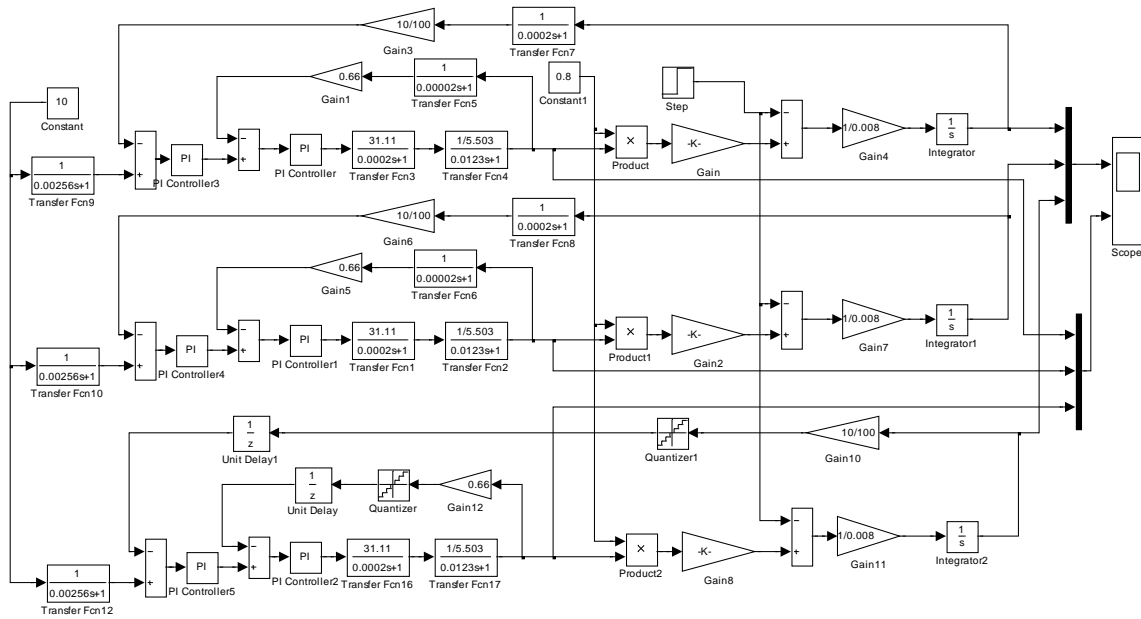 1
0.0002s+1
Transfer Fcn7
10/100
Gain3
0.66
Gain1
1
0.00002s+1
Transfer Fcn5
0.8
Constant1
Step
10
Constant
1
0.00256s+1
Transfer Fcn9
−
+
PI
PI Controller3
−
+
PI
PI Controller
31.11
0.0002s+1
Transfer Fcn3
1/5.503
0.0123s+1
Transfer Fcn4
×
Product
-K-
Gain
−
+
1/0.008
Gain4
1
s
Integrator
Scope
10/100
Gain6
1
0.0002s+1
Transfer Fcn8
0.66
Gain5
1
0.00002s+1
Transfer Fcn6
1
0.00256s+1
Transfer Fcn10
−
+
PI
PI Controller4
−
+
PI
PI Controller1
31.11
0.0002s+1
Transfer Fcn1
1/5.503
0.0123s+1
Transfer Fcn2
×
Product1
-K-
Gain2
−
+
1/0.008
Gain7
1
s
Integrator1
1
z
Unit Delay1
Quantizer1
10/100
Gain10
1
z
Unit Delay
Quantizer
0.66
Gain12
1
0.00256s+1
Transfer Fcn12
−
+
PI
PI Controller5
−
+
PI
PI Controller2
31.11
0.0002s+1
Transfer Fcn16
1/5.503
0.0123s+1
Transfer Fcn17
×
Product2
-K-
Gain8
−
+
1/0.008
Gain11
1
s
Integrator2